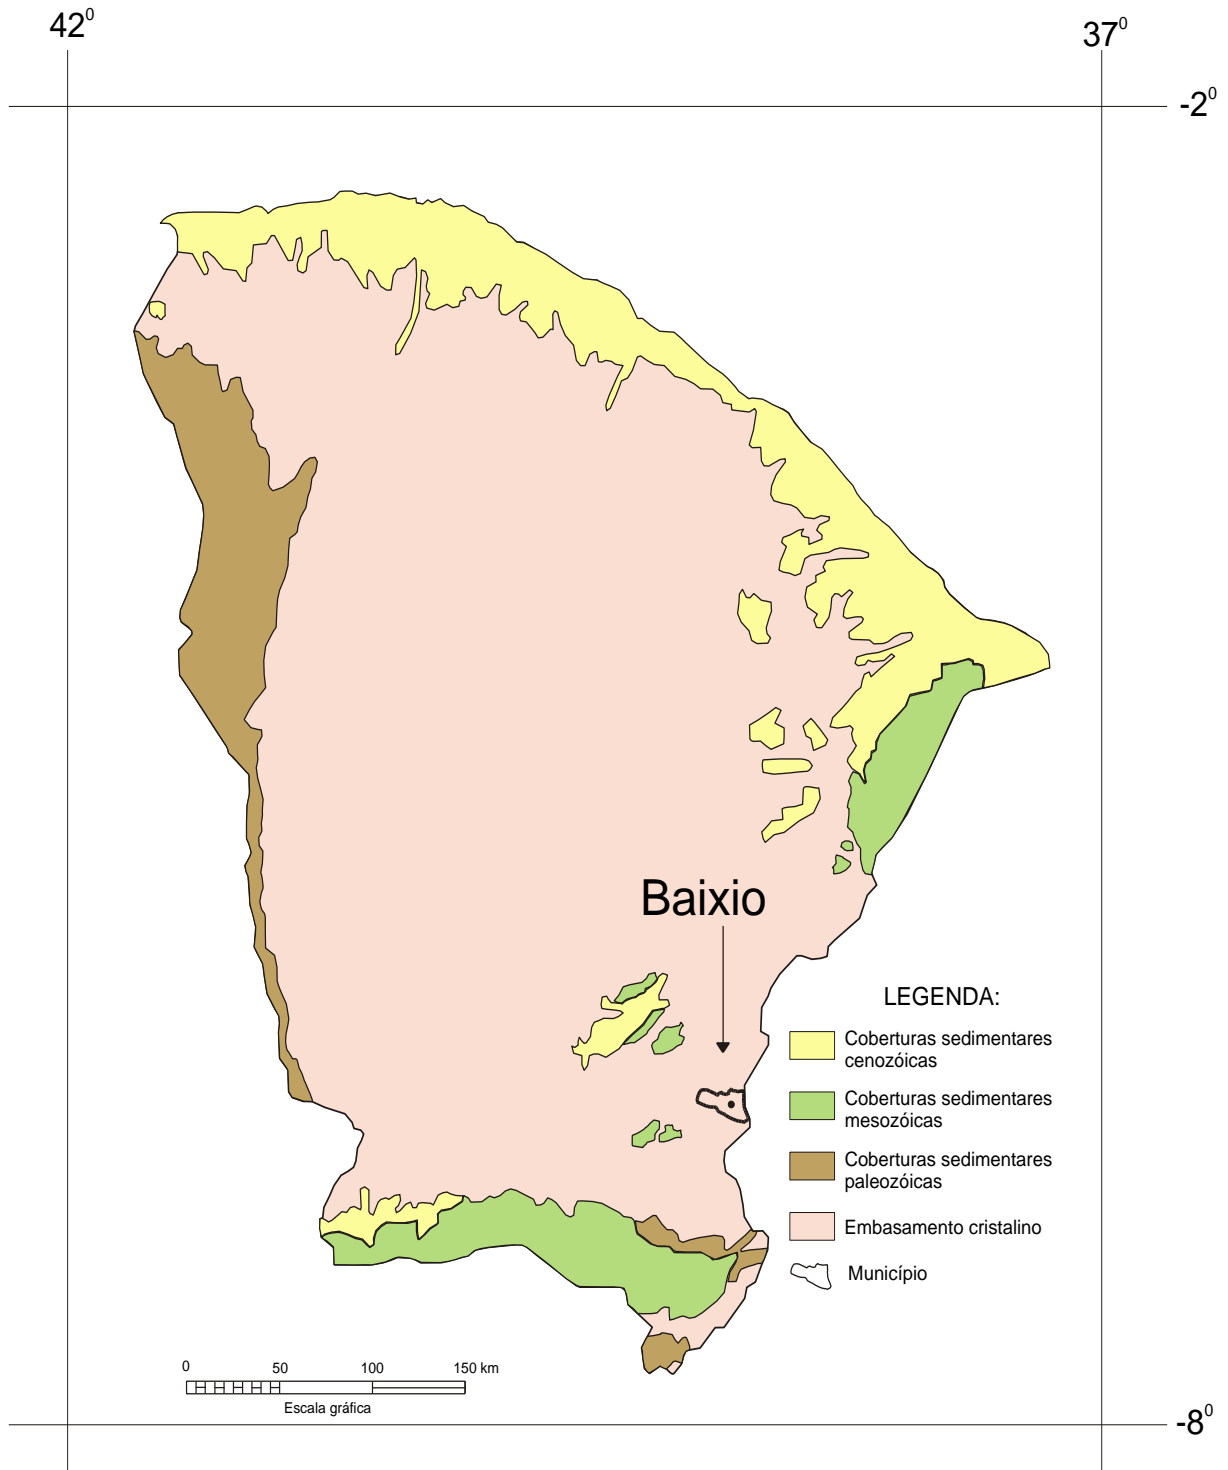 42⁰
37⁰
-2⁰
Baixio
LEGENDA:
Coberturas sedimentares
cenozóicas
Coberturas sedimentares
mesozóicas
Coberturas sedimentares
paleozóicas
Embasamento cristalino
Município
0 50 100 150 km
Escala gráfica
-8⁰